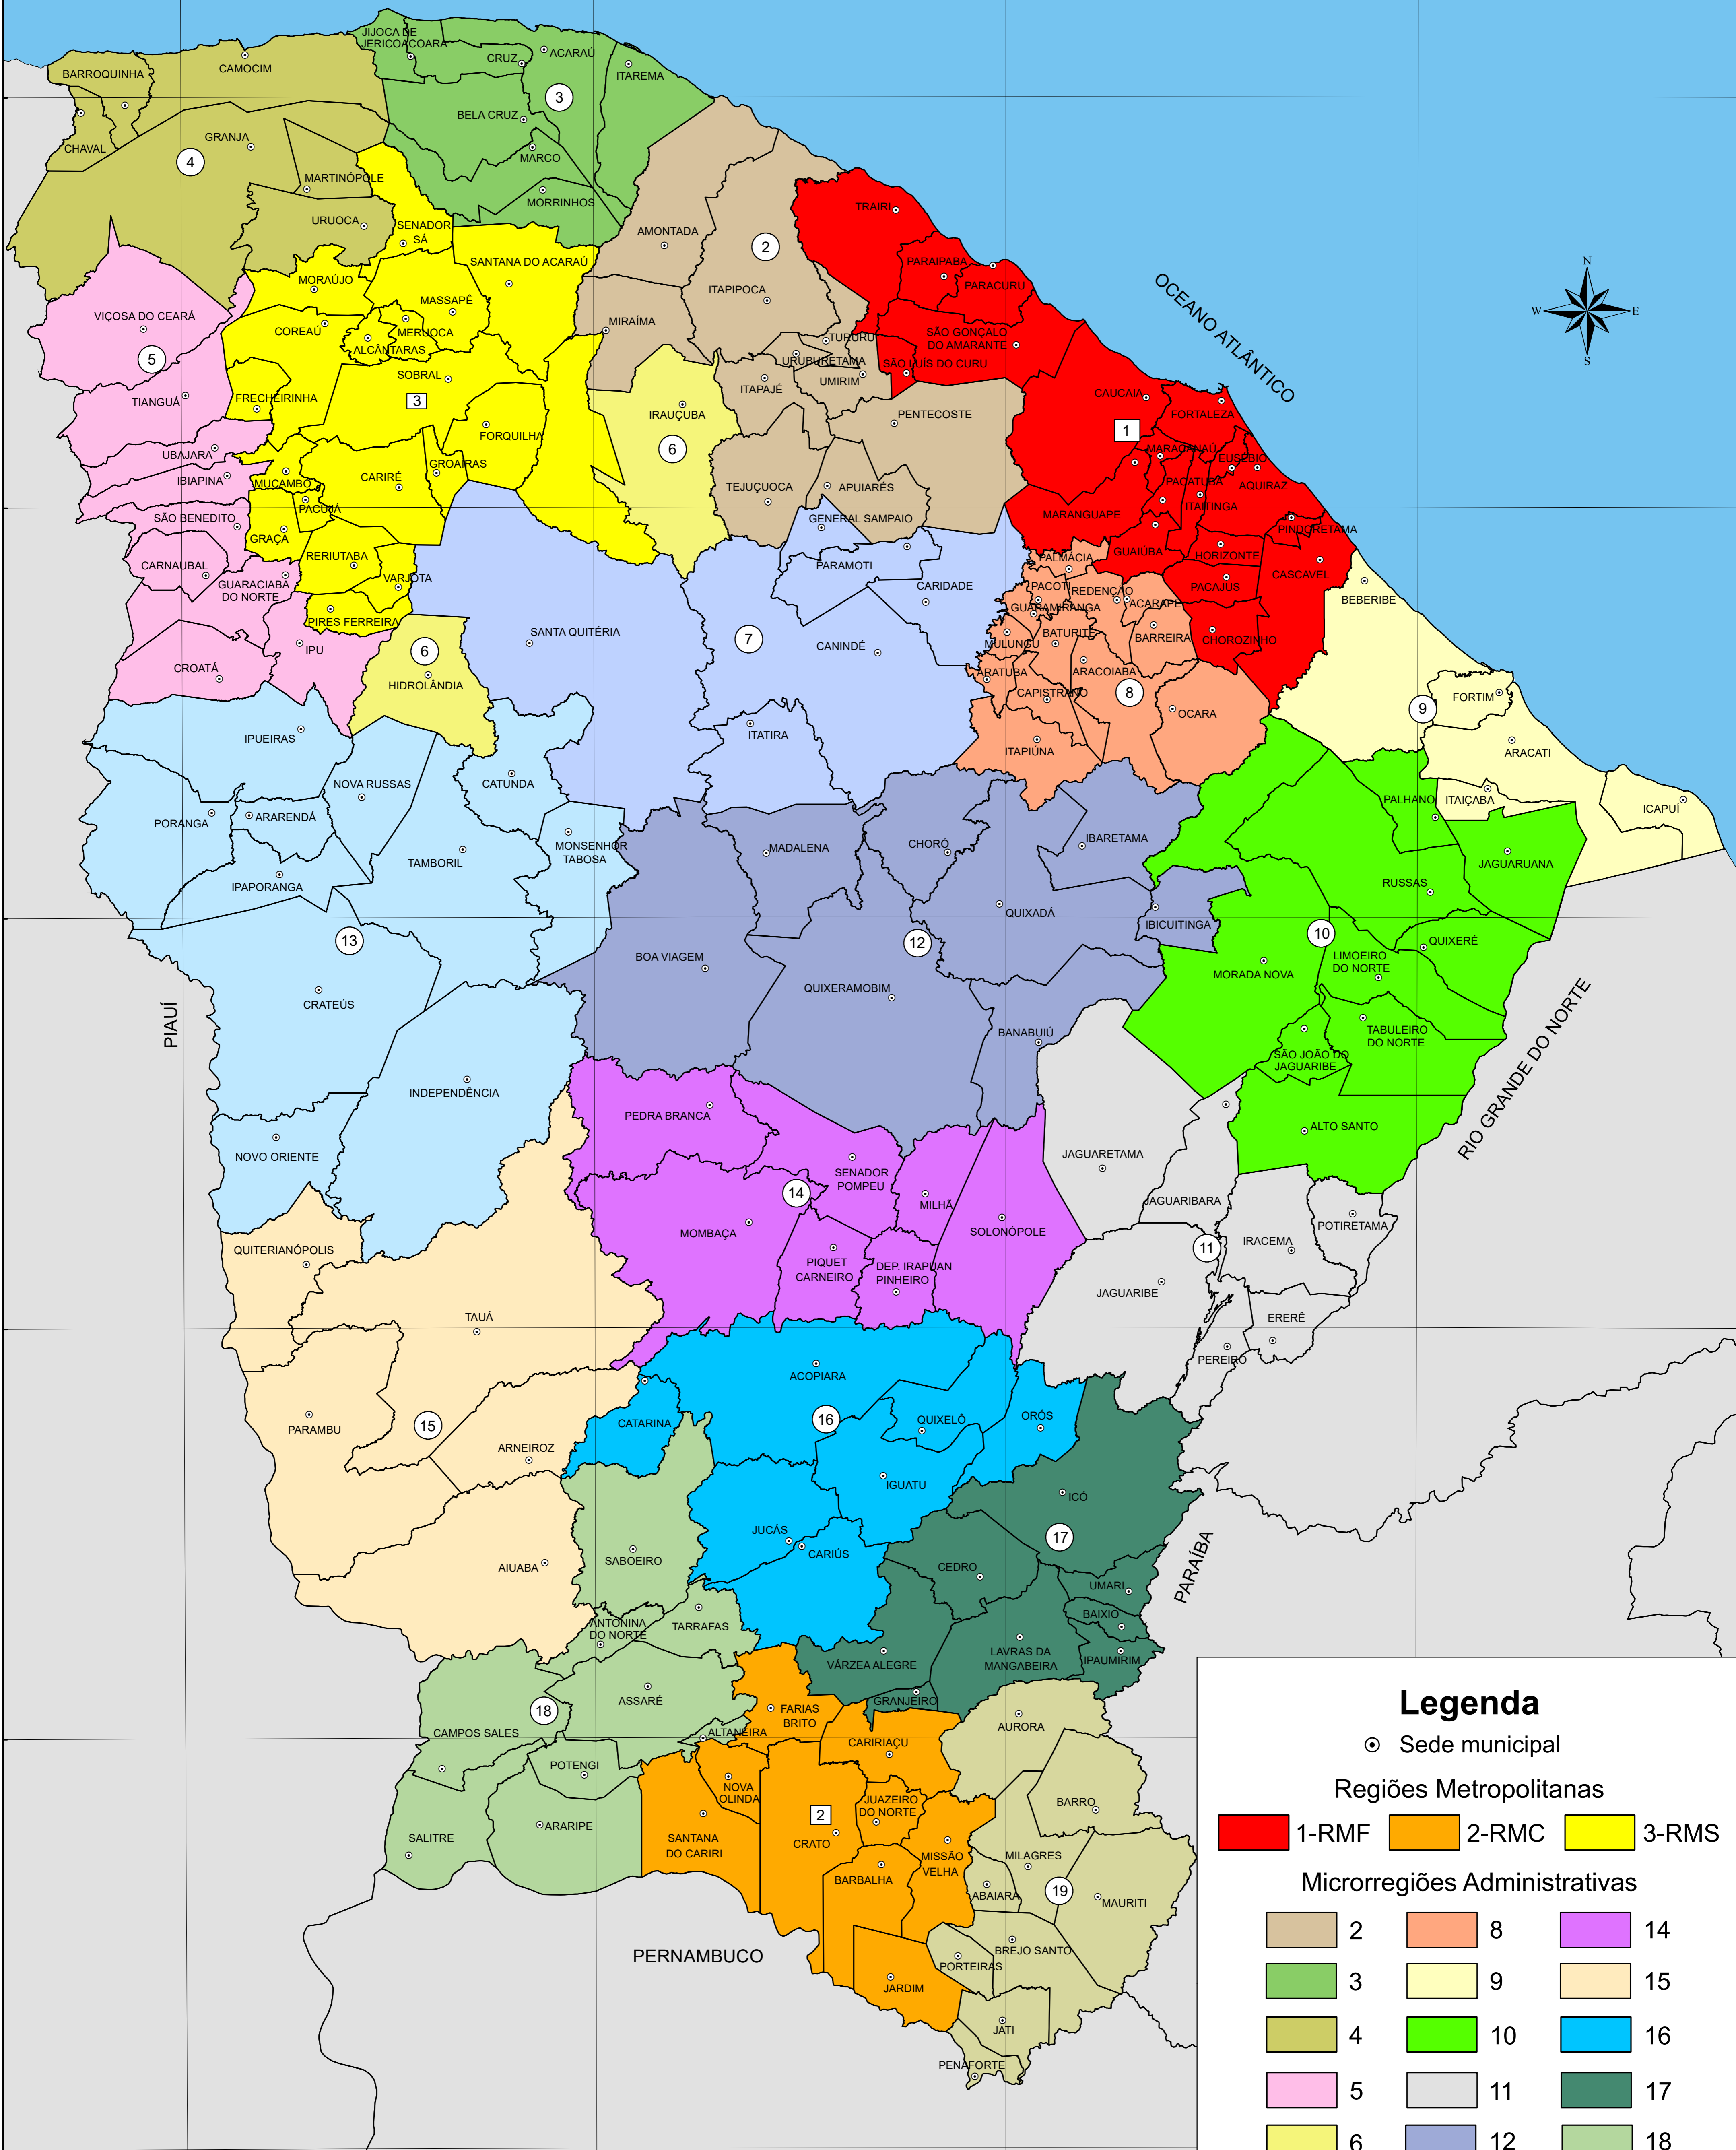 JIJOCA DE
JERICOACOARA
CRUZ
ACARAÚ
ITAREMA
BARROQUINHA
CAMOCIM
BELA CRUZ
3
CHAVAL
GRANJA
4
MARCO
MARTINÓPOLE
MORRINHOS
URUOCA
SENADOR
SÁ
AMONTADA
2
TRAIRI
PARAIPABA
PARACURU
OCEANO ATLÂNTICO
N
W
E
S
SANTANA DO ACARAÚ
MORAÚJO
MASSAPÊ
ITAPIPOCA
MIRAÍMA
VIÇOSA DO CEARÁ
5
COREAÚ
MERUOCA
ALCÂNTARAS
TURURU
URUBURETAMA
SÃO GONÇALO
DO AMARANTE
SÃO LUÍS DO CURU
SOBRAL
3
ITAPAJÉ
UMIRIM
TIANGUÁ
FRECHEIRINHA
FORQUILHA
IRAUÇUBA
6
PENTECOSTE
CAUCAIA
1
FORTALEZA
UBAJARA
IBIAPINA
MUCAMBO
CARIRÉ
GROAÍRAS
PACUJÁ
TEJUÇUOCA
APUIARÉS
MARACANAÚ
EUSÉBIO
PACATUBA
AQUIRAZ
ITAITINGA
MARANGUAPE
PINDORETAMA
SÃO BENEDITO
GRAÇA
GENERAL SAMPAIO
CARNAUBAL
RERIUTABA
VARJOTA
GUARACIABA
DO NORTE
PARAMOTI
CARIDADE
PALMÁCIA
GUAIÚBA
HORIZONTE
CASCAVEL
PACAJUS
PACOTI
REDENÇÃO
GUARAMIRANGA
ACARAPE
BEBERIBE
PIRES FERREIRA
IPU
CROATÁ
6
HIDROLÂNDIA
SANTA QUITÉRIA
7
CANINDÉ
MULUNGU
BATURITÉ
BARREIRA
CHOROZINHO
ARATUBA
ARACOIABA
CAPISTRANO
8
OCARA
9
FORTIM
ARACATI
IPUEIRAS
ITATIRA
ITAPIÚNA
NOVA RUSSAS
CATUNDA
PORANGA
ARARENDÁ
PALHANO
ITAIÇABA
ICAPUÍ
TAMBORIL
MONSENHOR
TABOSA
MADALENA
CHORÓ
IBARETAMA
JAGUARUANA
IPAPORANGA
RUSSAS
QUIXADÁ
IBICUITINGA
13
12
10
QUIXERÉ
LIMOEIRO
DO NORTE
BOA VIAGEM
MORADA NOVA
QUIXERAMOBIM
CRATEÚS
PIAUÍ
BANABUIÚ
TABULEIRO
DO NORTE
SÃO JOÃO DO
JAGUARIBE
RIO GRANDE DO NORTE
INDEPENDÊNCIA
PEDRA BRANCA
NOVO ORIENTE
ALTO SANTO
JAGUARETAMA
SENADOR
POMPEU
14
MILHÃ
JAGUARIBARA
SOLONÓPOLE
MOMBAÇA
POTIRETAMA
IRACEMA
11
QUITERIANÓPOLIS
PIQUET
CARNEIRO
DEP. IRAPUAN
PINHEIRO
JAGUARIBE
TAUÁ
ERERÊ
PEREIRO
ACOPIARA
PARAMBU
15
CATARINA
16
QUIXELÔ
ORÓS
ARNEIROZ
IGUATU
ICÓ
JUCÁS
CARIÚS
17
PARAÍBA
AIUABA
SABOEIRO
CEDRO
UMARI
BAIXIO
ANTONINA
DO NORTE
TARRAFAS
LAVRAS DA
MANGABEIRA
IPAUMIRIM
VÁRZEA ALEGRE
GRANJEIRO
18
ASSARÉ
FARIAS
BRITO
AURORA
CAMPOS SALES
ALTANEIRA
CARIRIAÇU
POTENGI
NOVA
OLINDA
JUAZEIRO
DO NORTE
BARRO
SALITRE
ARARIPE
SANTANA
DO CARIRI
2
CRATO
MISSÃO
VELHA
MILAGRES
BARBALHA
ABAIARA
19
MAURITI
BREJO SANTO
PORTEIRAS
PERNAMBUCO
JARDIM
JATI
PENAFORTE
Legenda
Sede municipal
Regiões Metropolitanas
1-RMF
2-RMC
3-RMS
Microrregiões Administrativas
2
8
14
3
9
15
4
10
16
5
11
17
6
12
18